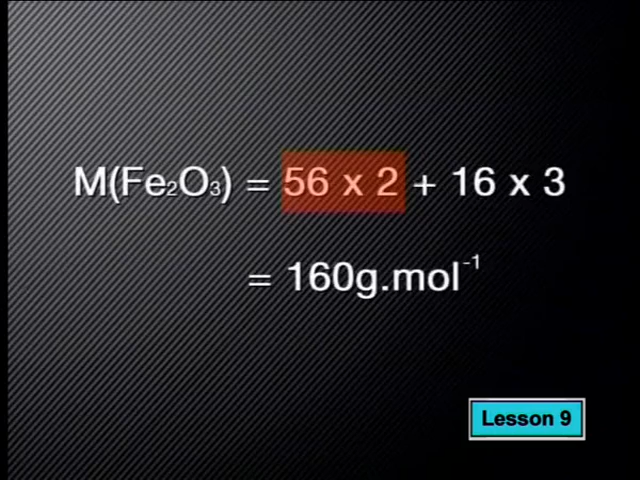 M(Fe₂O₃) = 56 x 2 + 16 x 3
= 160g.mol⁻¹
Lesson 9